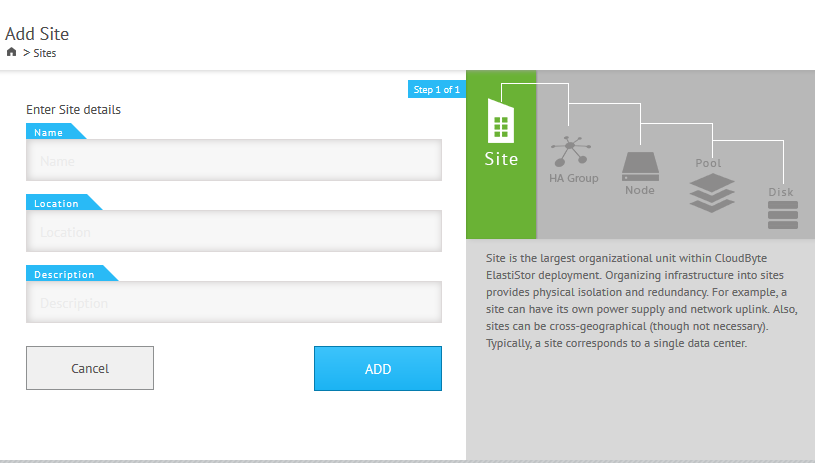 Add Site
> Sites
Step 1 of 1
Enter Site details
Name
Name
Location
Location
Description
Description
Cancel
ADD
Site
HA Group
Node
Pool
Disk
Site is the largest organizational unit within CloudByte
ElastiStor deployment. Organizing infrastructure into sites
provides physical isolation and redundancy. For example, a
site can have its own power supply and network uplink. Also,
sites can be cross-geographical (though not necessary).
Typically, a site corresponds to a single data center.